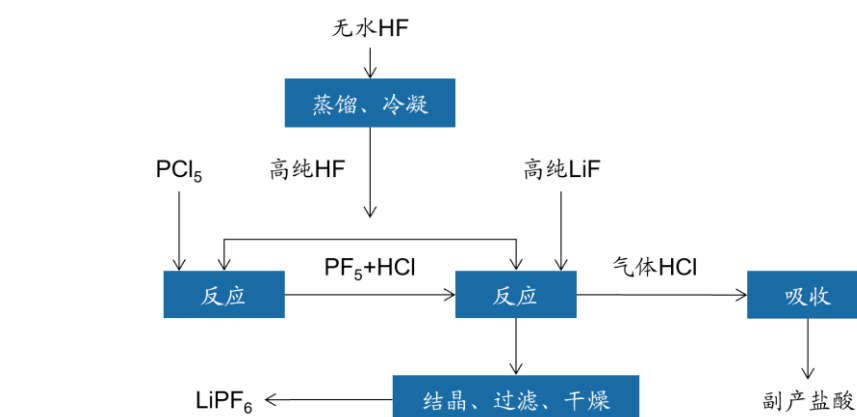 无水HF
蒸馏、冷凝
PCl₅
高纯HF
高纯LiF
PF₅+HCl
气体HCl
反应
反应
吸收
LiPF₆
结晶、过滤、干燥
副产盐酸